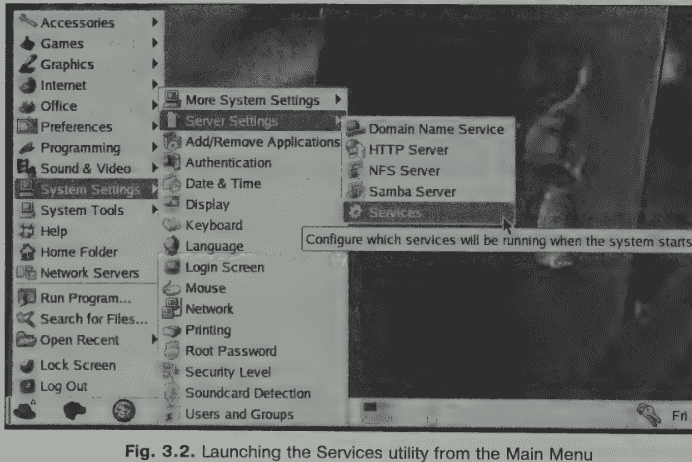 Accessories
Games
Graphics
Internet
Office
Preferences
Programming
Sound & Video
System Settings
System Tools
Help
Home Folder
Network Servers
Run Program...
Search for Files...
Open Recent
Lock Screen
Log Out
More System Settings
Server Settings
Add/Remove Applications
Authentication
Date & Time
Display
Keyboard
Language
Login Screen
Mouse
Network
Printing
Root Password
Security Level
Soundcard Detection
Users and Groups
Domain Name Service
HTTP Server
NFS Server
Samba Server
Services
Configure which services will be running when the system starts
Fri
Fig. 3.2. Launching the Services utility from the Main Menu